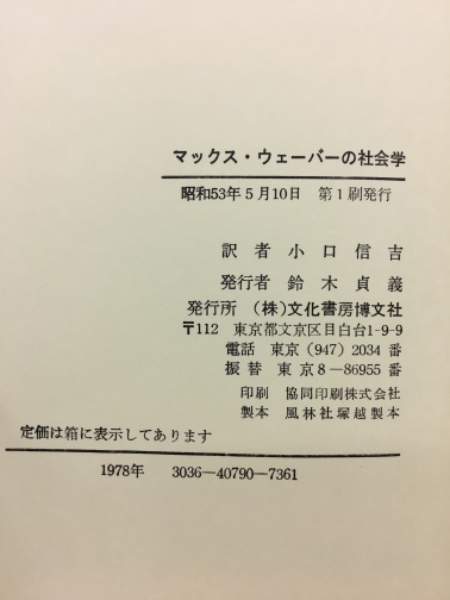 マックス・ウェーバーの社会学
昭和53年5月10日 第1刷発行
訳者 小口信吉
発行者 鈴木貞義
発行所 (株)文化書房博文社
〒112 東京都文京区目白台1-9-9
電話 東京(947)2034番
振替 東京8-86955番
印刷 協同印刷株式会社
製本 風林社塚越製本
定価は箱に表示してあります
1978年 3036-40790-7361